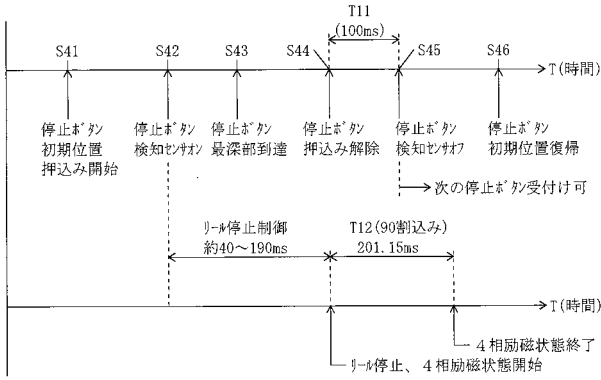 T11
(100ms)
S41 S42 S43 S44 S45 S46
T(時間)
停止ﾎﾞﾀﾝ
初期位置
押込み開始
停止ﾎﾞﾀﾝ
検知ｾﾝｻｵﾝ
停止ﾎﾞﾀﾝ
最深部到達
停止ﾎﾞﾀﾝ
押込み解除
停止ﾎﾞﾀﾝ
検知ｾﾝｻｵﾌ
停止ﾎﾞﾀﾝ
初期位置復帰
次の停止ﾎﾞﾀﾝ受付け可
ﾘｰﾙ停止制御
約40～190ms
T12(90割込み)
201.15ms
T(時間)
４相励磁状態終了
ﾘｰﾙ停止、４相励磁状態開始